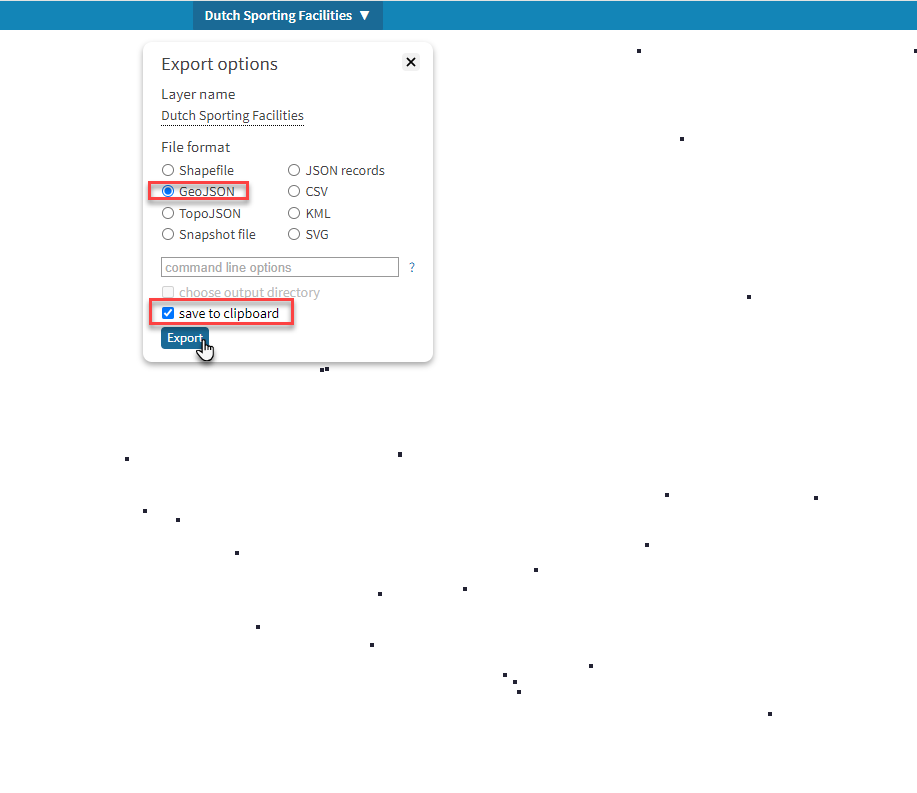 Dutch Sporting Facilities ▼
Export options
Layer name
Dutch Sporting Facilities
File format
Shapefile
JSON records
GeoJSON
CSV
TopoJSON
KML
Snapshot file
SVG
command line options
?
choose output directory
save to clipboard
Export